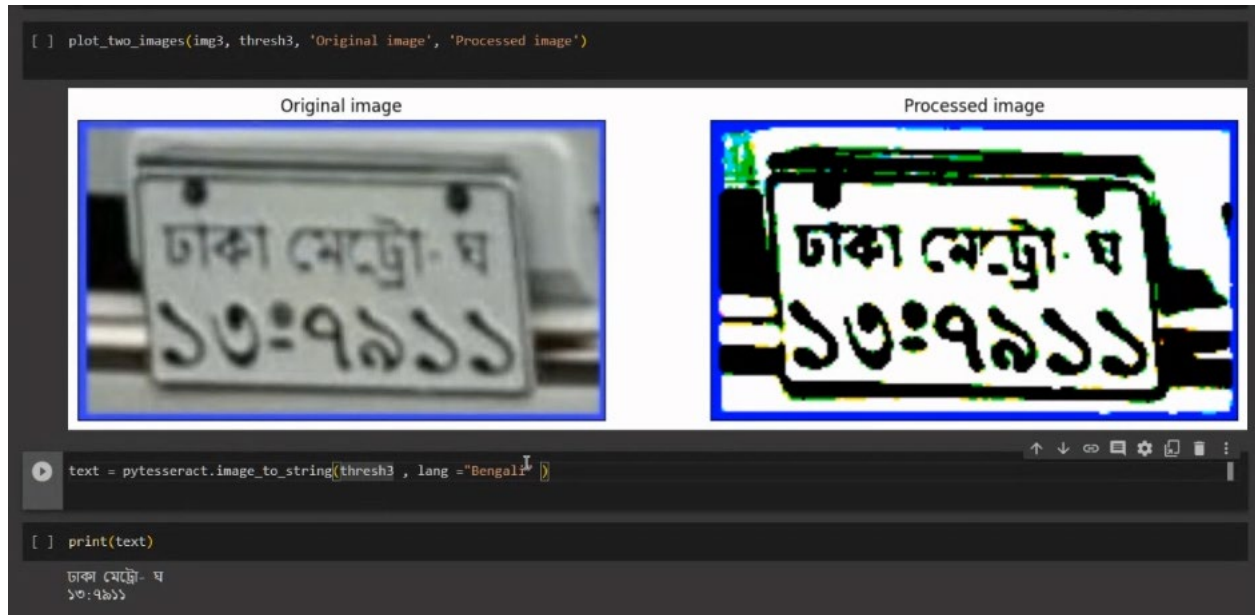 [ ] plot_two_images(img3, thresh3, 'Original image', 'Processed image')
Original image
Processed image
ঢাকা মেট্রো- ঘ
১৩ঃ৭৯১১
ঢাকা মেট্রো- ঘ
১৩ঃ৭৯১১
text = pytesseract.image_to_string(thresh3 , lang ="Bengali" )
[ ] print(text)
ঢাকা মেট্রো- ঘ
১৩:৭৯১১